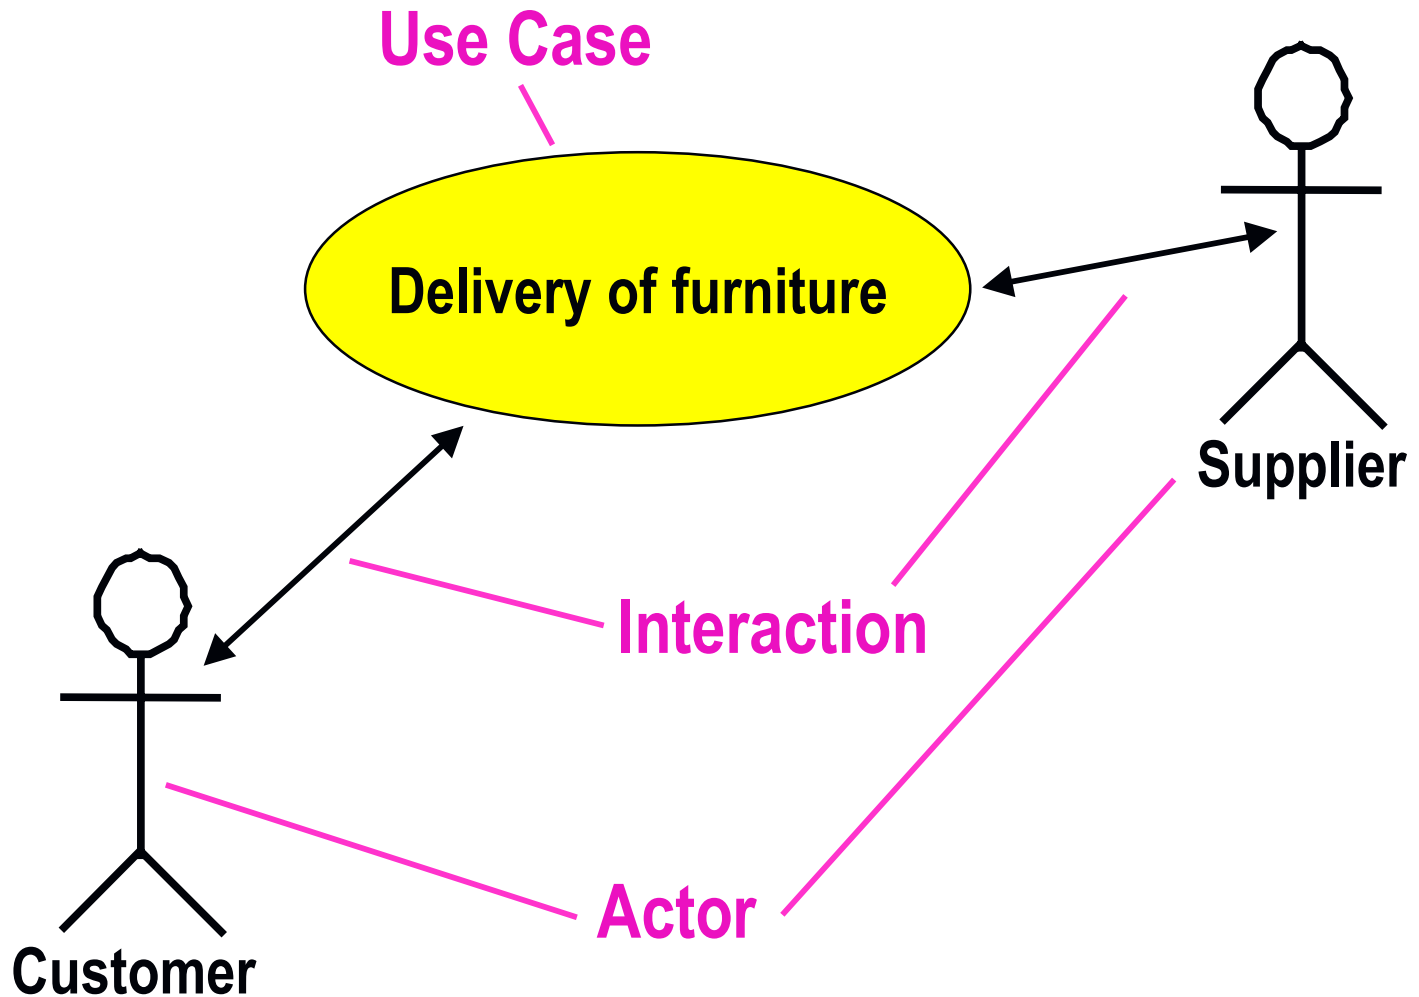 Use Case
Delivery of furniture
Supplier
Interaction
Actor
Customer